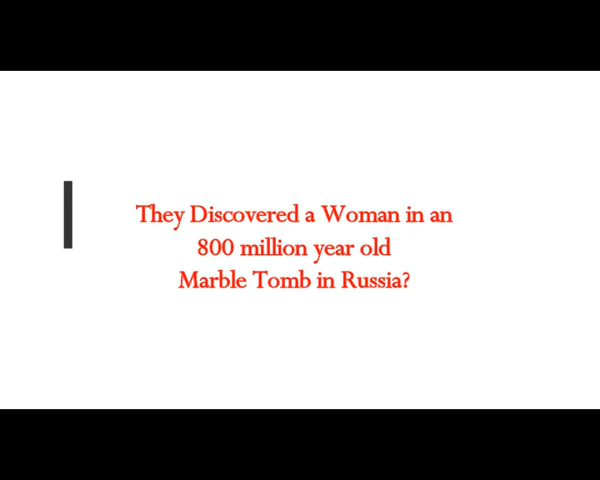 They Discovered a Woman in an
800 million year old
Marble Tomb in Russia?